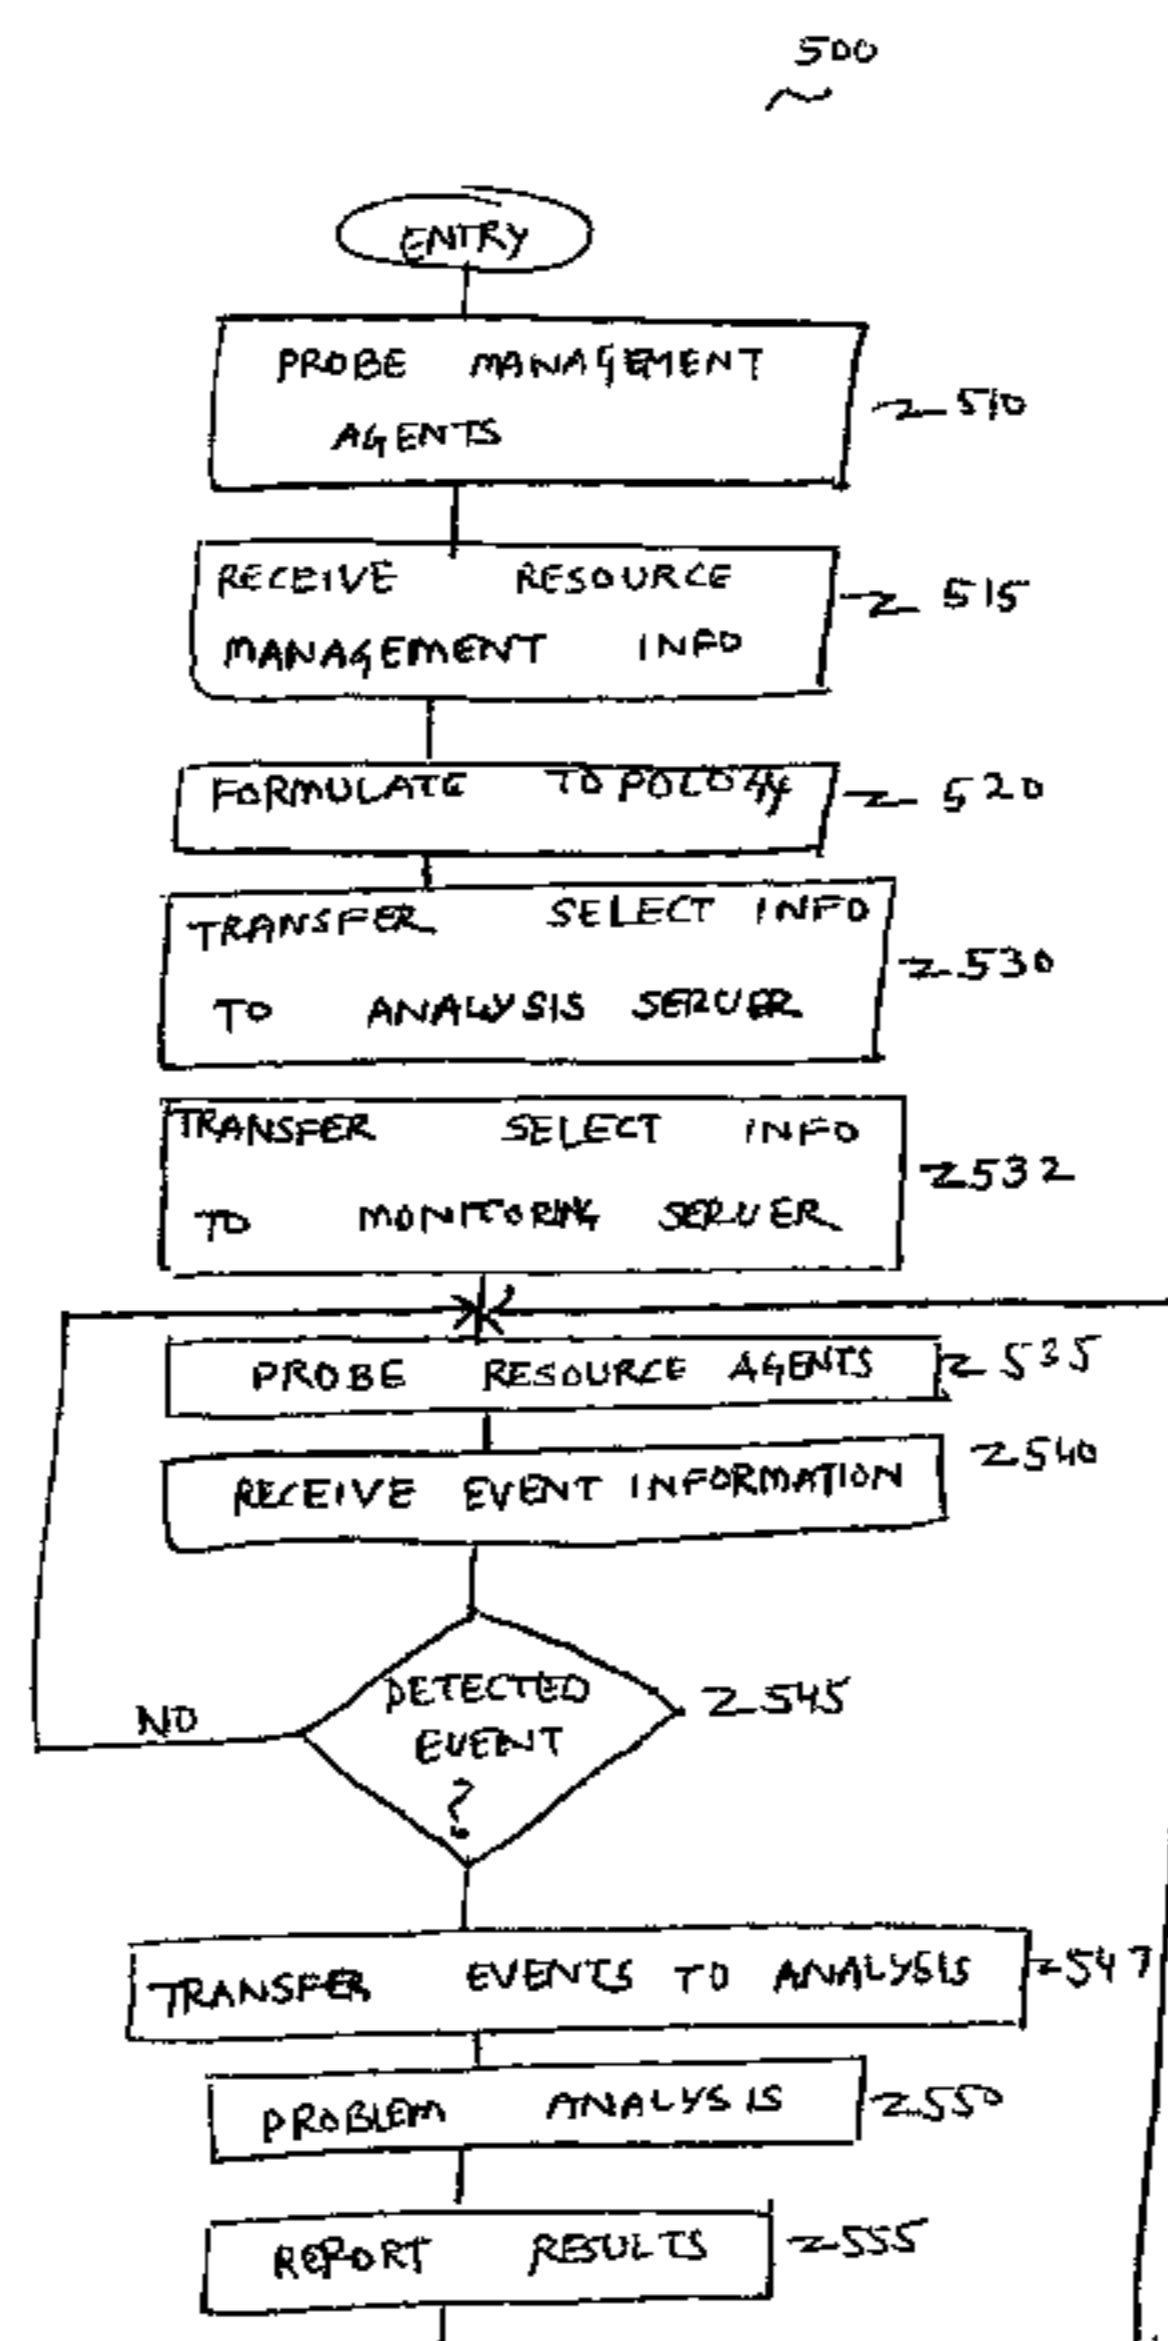 500
ENTRY
PROBE MANAGEMENT
AGENTS
510
RECEIVE RESOURCE
MANAGEMENT INFO
515
FORMULATE TOPOLOGY
520
TRANSFER SELECT INFO
TO ANALYSIS SERVER
530
TRANSFER SELECT INFO
TO MONITORING SERVER
532
PROBE RESOURCE AGENTS
535
RECEIVE EVENT INFORMATION
540
DETECTED
EVENT
?
545
NO
TRANSFER EVENTS TO ANALYSIS
547
PROBLEM ANALYSIS
550
REPORT RESULTS
555